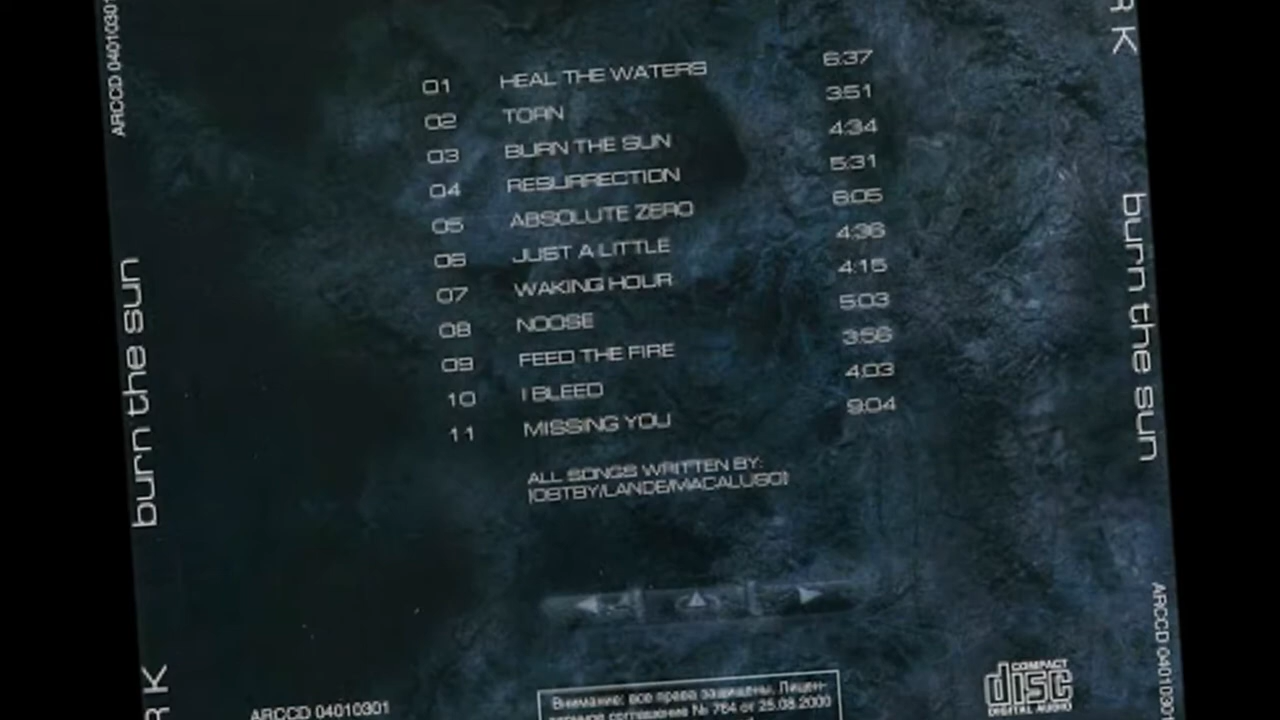 ARCCD 04010301
burn the sun
RK
01 HEAL THE WATERS 6:37
02 TORN 3:51
03 BURN THE SUN 4:34
04 RESURRECTION 5:31
05 ABSOLUTE ZERO 6:05
06 JUST A LITTLE 4:36
07 WAKING HOUR 4:15
08 NOOSE 5:03
09 FEED THE FIRE 3:56
10 I BLEED 4:03
11 MISSING YOU 9:04
ALL SONGS WRITTEN BY:
[OSTBY/LANDE/MACALUSO]
ARCCD 04010301
Внимание: все права защищены. Лицен-
соглашение № 764 от 25.08.2000
COMPACT
disc
DIGITAL AUDIO
RK
burn the sun
ARCCD 04010301